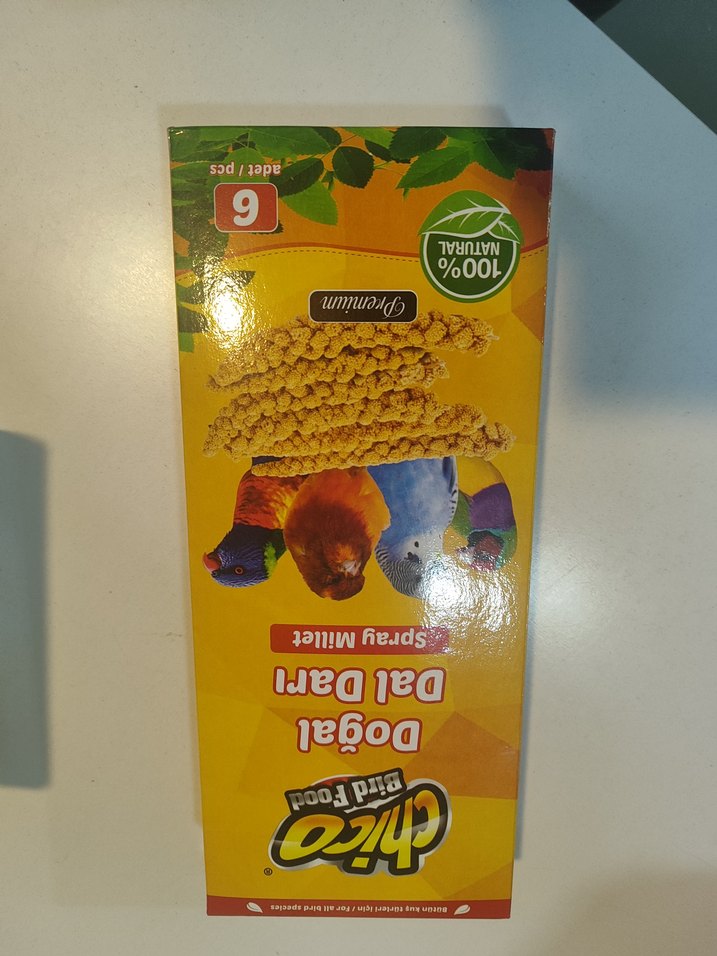 Bütün kuş türleri için / For all bird species
chico®
Bird Food
Doğal
Dal Darı
Spray Millet
Premium
100%
NATURAL
6
adet / pcs